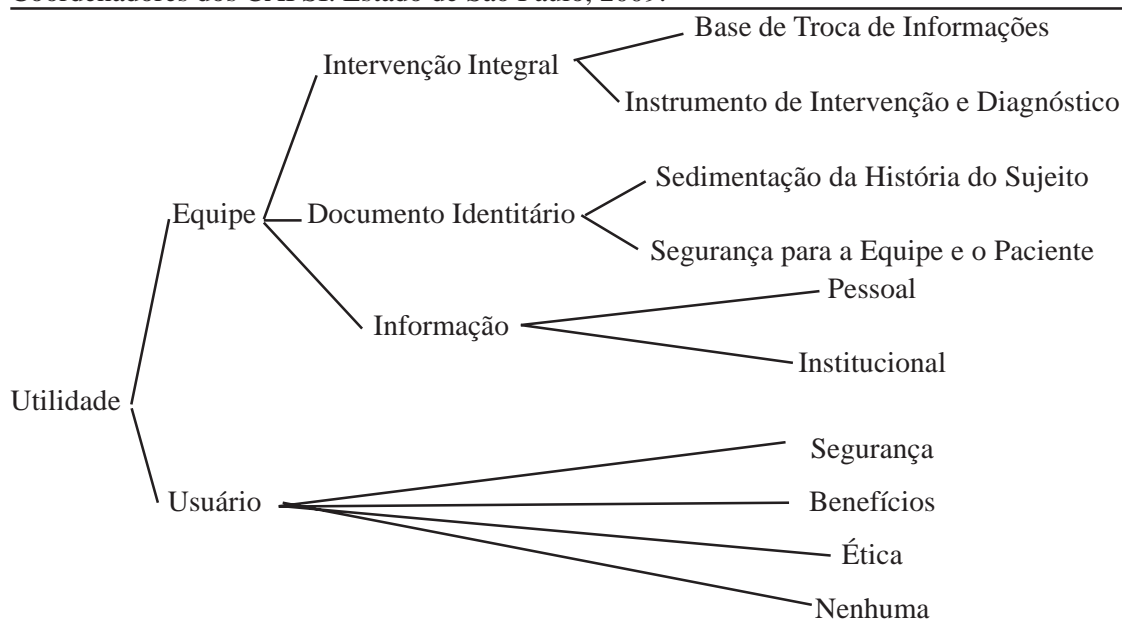 Coordenadores dos CAPSI. Estado de São Paulo, 2009.
Base de Troca de Informações
Intervenção Integral
Instrumento de Intervenção e Diagnóstico
Sedimentação da História do Sujeito
Equipe
Documento Identitário
Segurança para a Equipe e o Paciente
Pessoal
Informação
Institucional
Utilidade
Segurança
Usuário
Benefícios
Ética
Nenhuma